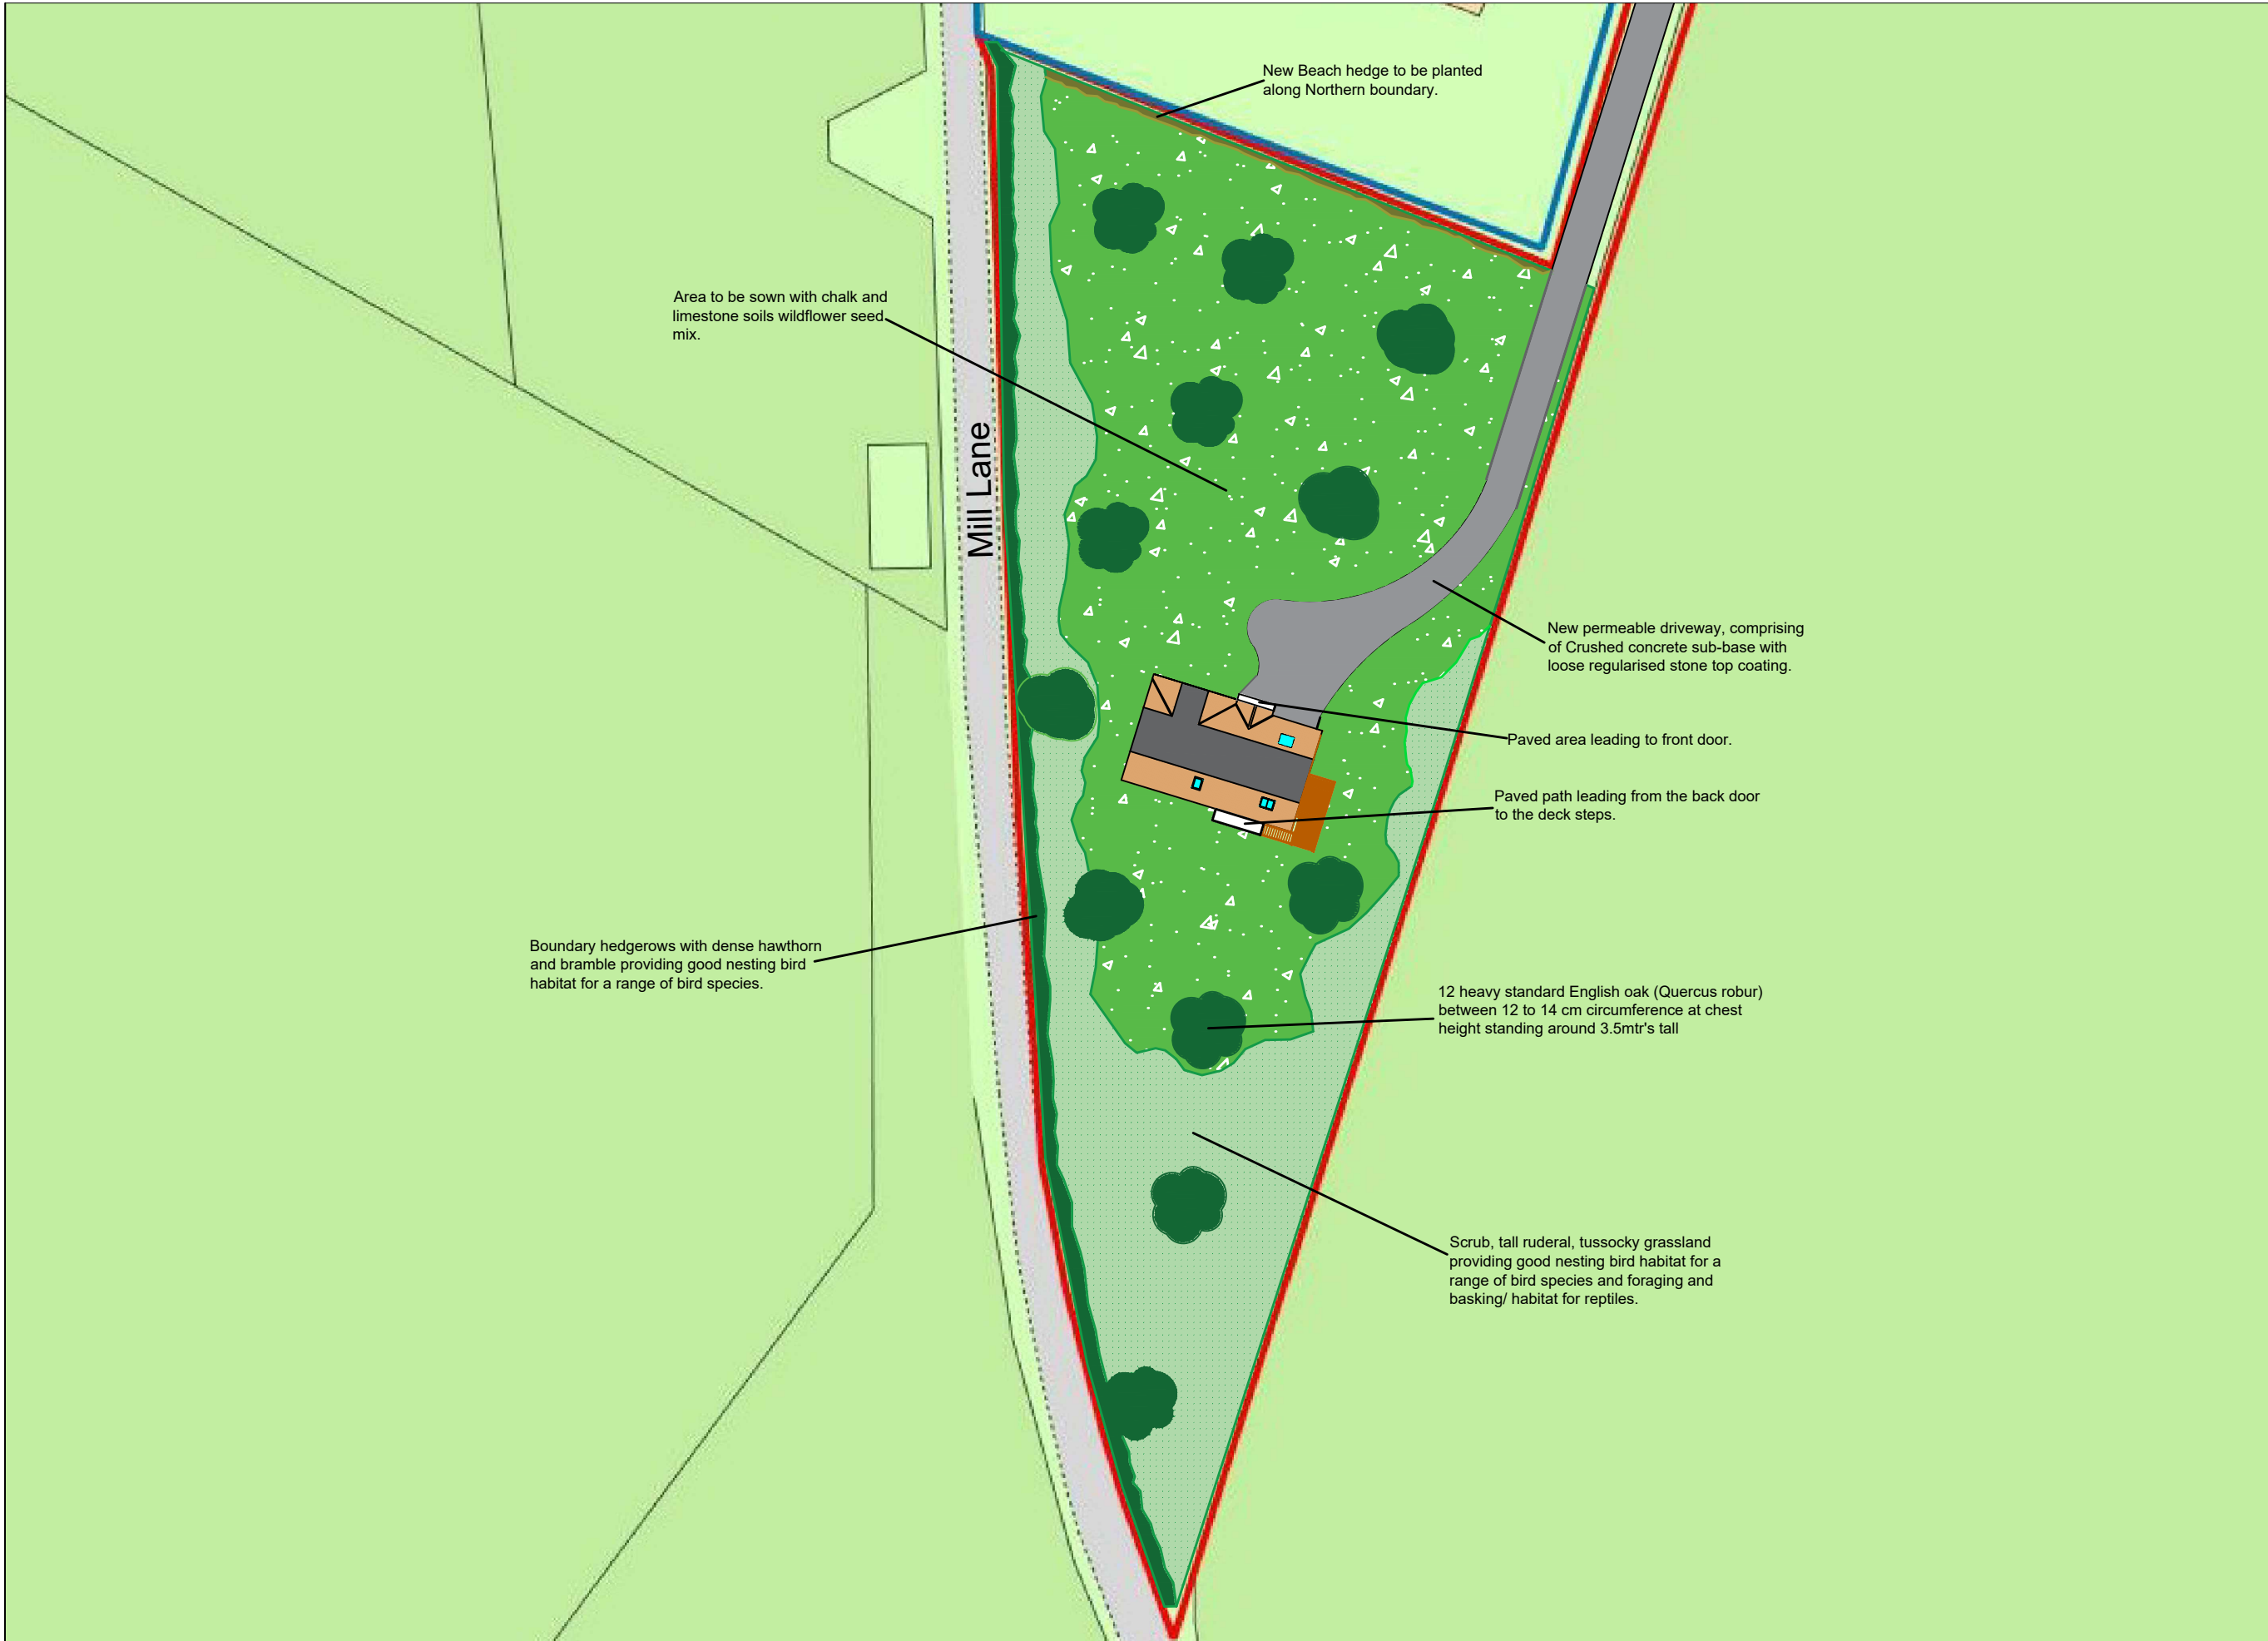 New Beach hedge to be planted
along Northern boundary.
Area to be sown with chalk and
limestone soils wildflower seed
mix.
Mill Lane
New permeable driveway, comprising
of Crushed concrete sub-base with
loose regularised stone top coating.
Paved area leading to front door.
Paved path leading from the back door
to the deck steps.
Boundary hedgerows with dense hawthorn
and bramble providing good nesting bird
habitat for a range of bird species.
12 heavy standard English oak (Quercus robur)
between 12 to 14 cm circumference at chest
height standing around 3.5mtr's tall
Scrub, tall ruderal, tussocky grassland
providing good nesting bird habitat for a
range of bird species and foraging and
basking/ habitat for reptiles.